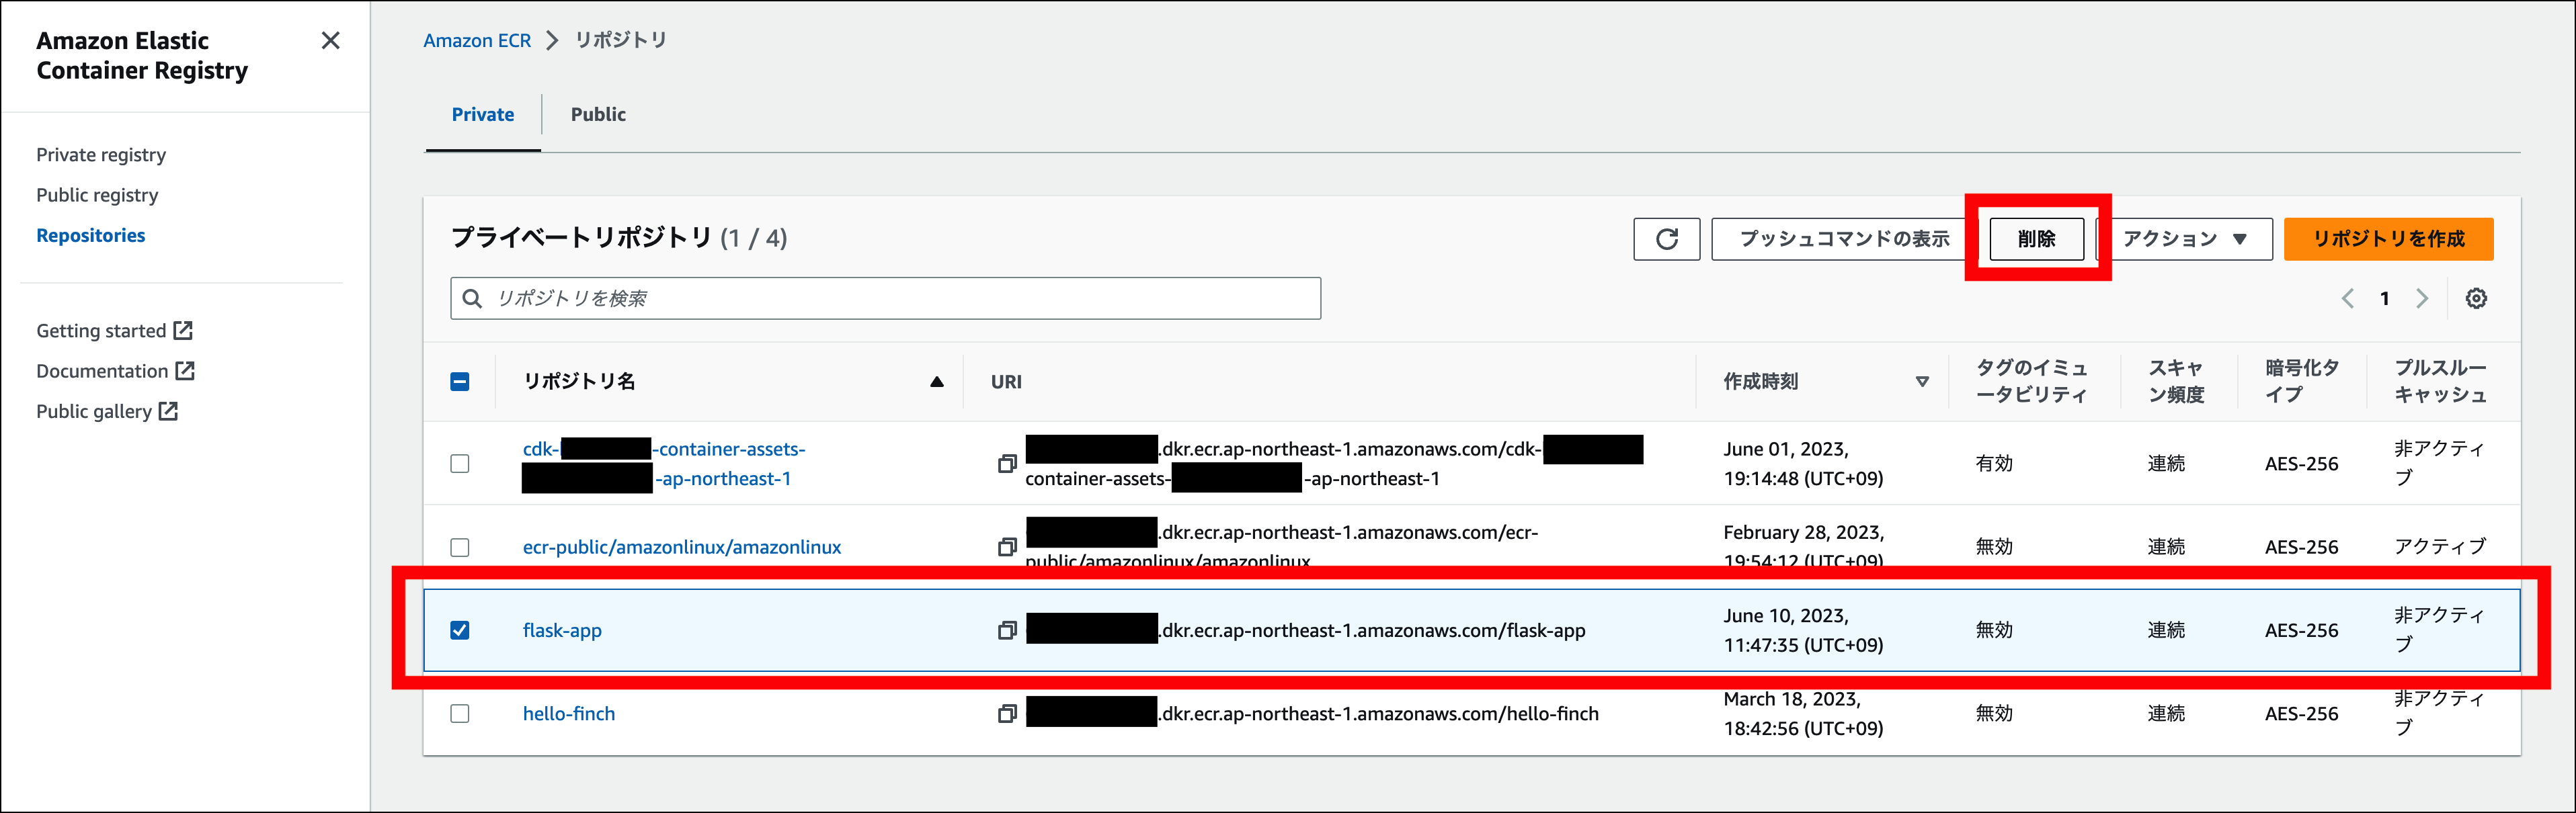 Amazon Elastic
Container Registry
Private registry
Public registry
Repositories
Getting started
Documentation
Public gallery
Amazon ECR
リポジトリ
Private
Public
プライベートリポジトリ (1 / 4)
プッシュコマンドの表示
削除
アクション
リポジトリを作成
リポジトリを検索
1
リポジトリ名
URI
作成時刻
タグのイミュ
ータビリティ
スキャ
ン頻度
暗号化タ
イプ
プルスルー
キャッシュ
cdk- -container-assets-
-ap-northeast-1
.dkr.ecr.ap-northeast-1.amazonaws.com/cdk-
container-assets- -ap-northeast-1
June 01, 2023,
19:14:48 (UTC+09)
有効
連続
AES-256
非アクティ
ブ
ecr-public/amazonlinux/amazonlinux
.dkr.ecr.ap-northeast-1.amazonaws.com/ecr-
public/amazonlinux/amazonlinux
February 28, 2023,
19:54:12 (UTC+09)
無効
連続
AES-256
アクティブ
flask-app
.dkr.ecr.ap-northeast-1.amazonaws.com/flask-app
June 10, 2023,
11:47:35 (UTC+09)
無効
連続
AES-256
非アクティ
ブ
hello-finch
.dkr.ecr.ap-northeast-1.amazonaws.com/hello-finch
March 18, 2023,
18:42:56 (UTC+09)
無効
連続
AES-256
非アクティ
ブ